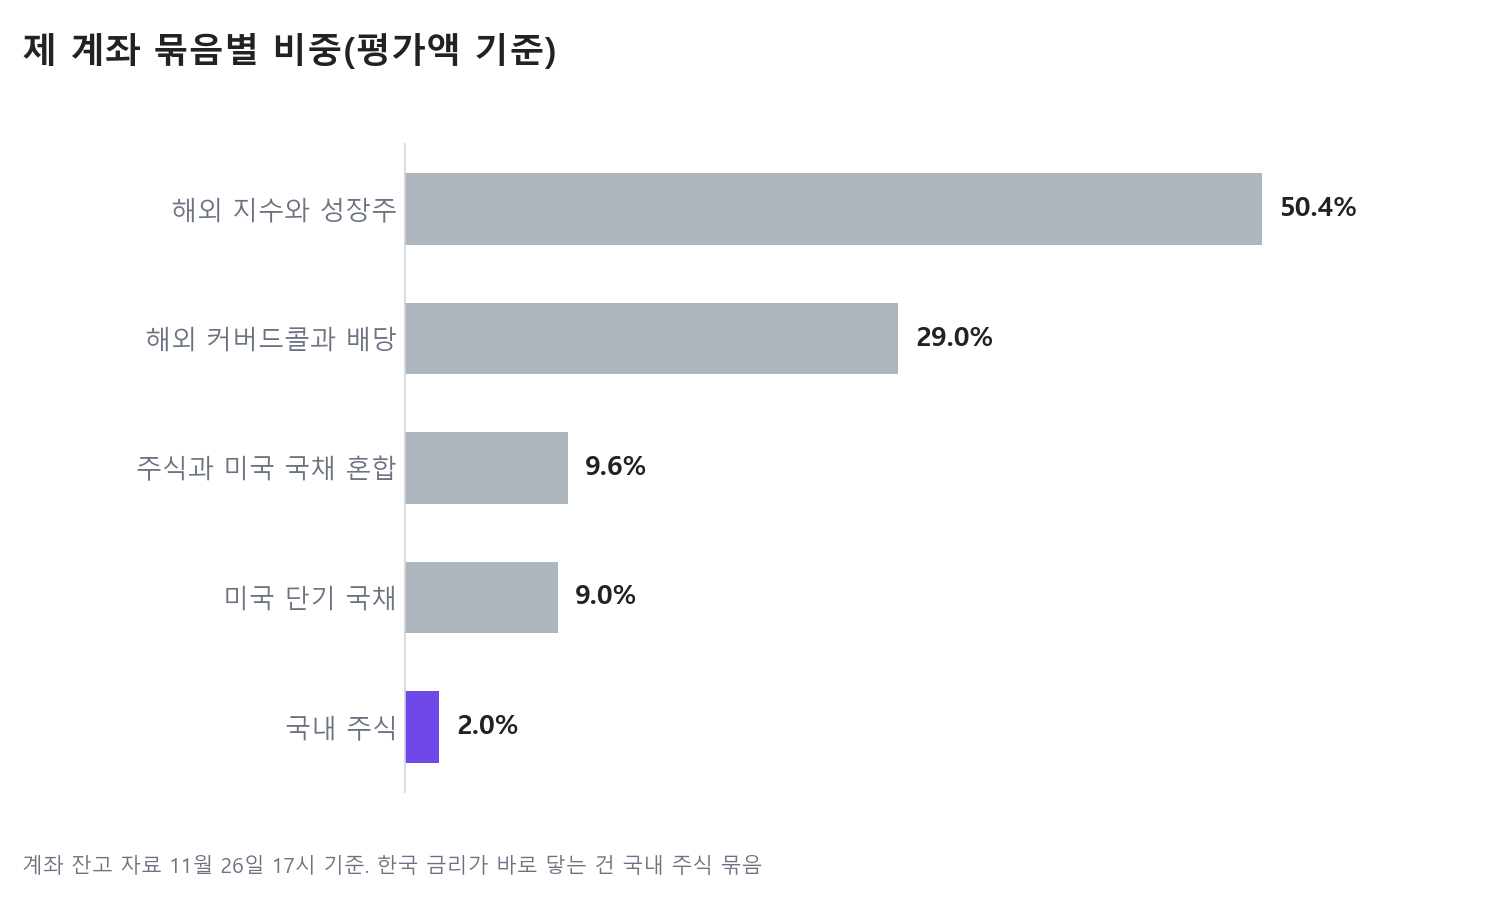 제 계좌 묶음별 비중(평가액 기준)
해외 지수와 성장주 50.4%
해외 커버드콜과 배당 29.0%
주식과 미국 국채 혼합 9.6%
미국 단기 국채 9.0%
국내 주식 2.0%
계좌 잔고 자료 11월 26일 17시 기준. 한국 금리가 바로 닿는 건 국내 주식 묶음